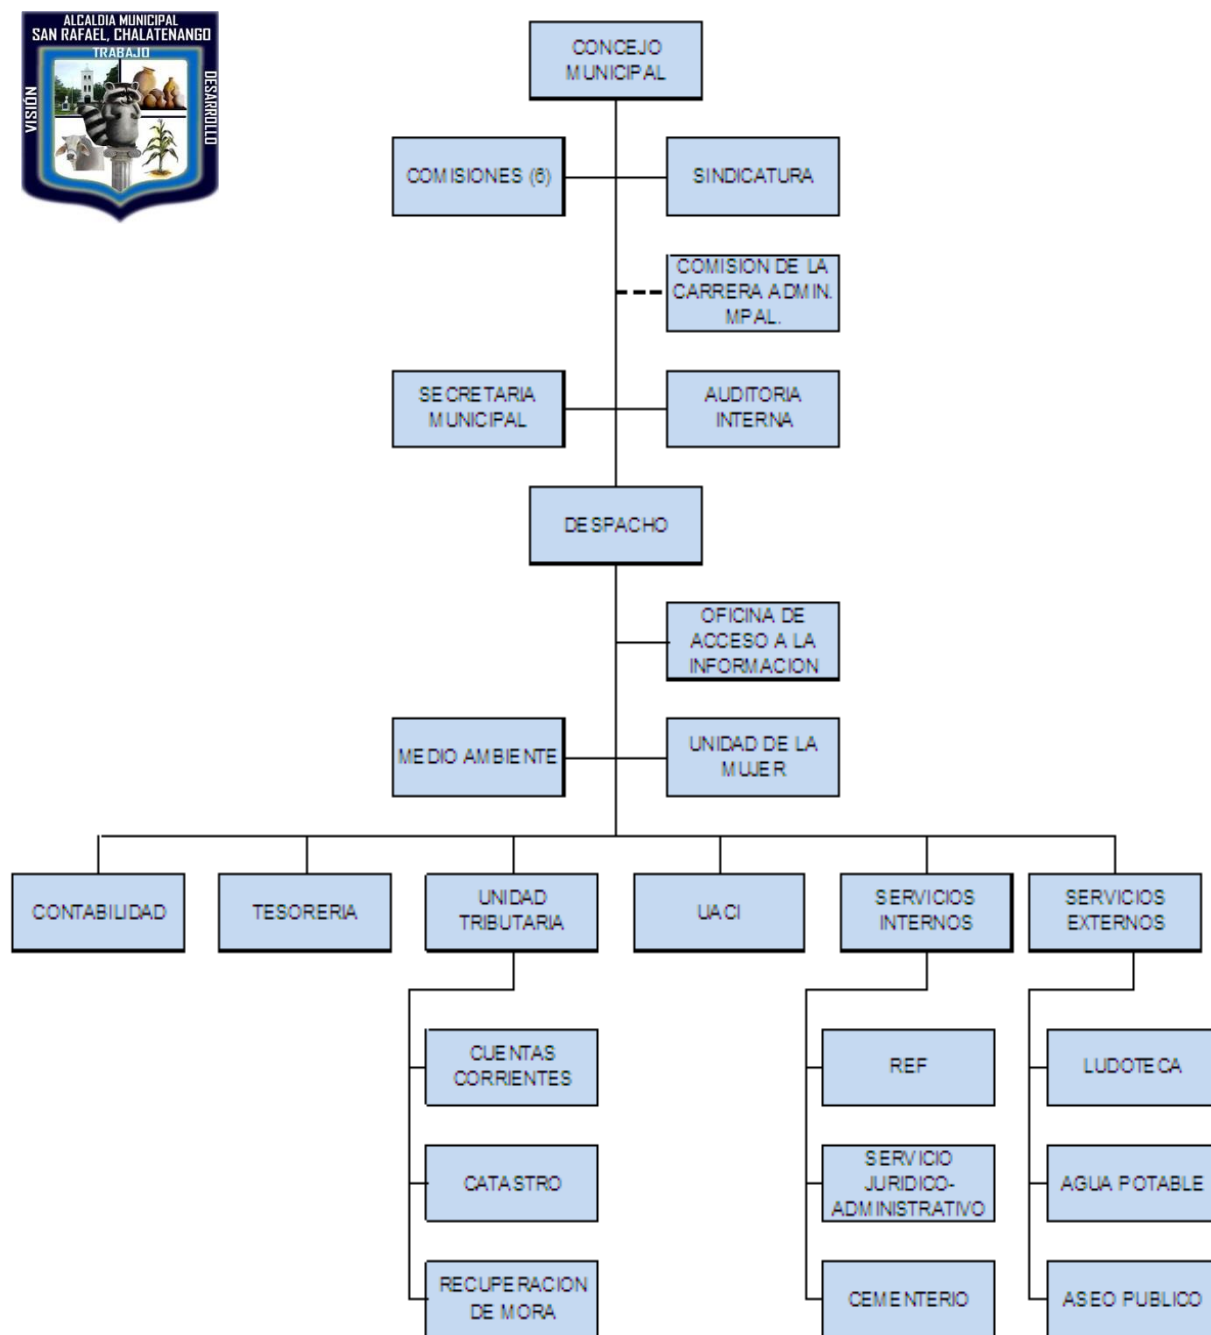 ALCALDIA MUNICIPAL
SAN RAFAEL, CHALATENANGO
TRABAJO
VISIÓN
DESARROLLO
CONCEJO
MUNICIPAL
COMISIONES (6)
SINDICATURA
COMISION DE LA
CARRERA ADMIN.
MPAL.
SECRETARIA
MUNICIPAL
AUDITORIA
INTERNA
DESPACHO
OFICINA DE
ACCESO A LA
INFORMACION
MEDIO AMBIENTE
UNIDAD DE LA
MUJER
CONTABILIDAD
TESORERIA
UNIDAD
TRIBUTARIA
UACI
SERVICIOS
INTERNOS
SERVICIOS
EXTERNOS
CUENTAS
CORRIENTES
REF
LUDOTECA
CATASTRO
SERVICIO
JURIDICO-
ADMINISTRATIVO
AGUA POTABLE
RECUPERACION
DE MORA
CEMENTERIO
ASEO PUBLICO